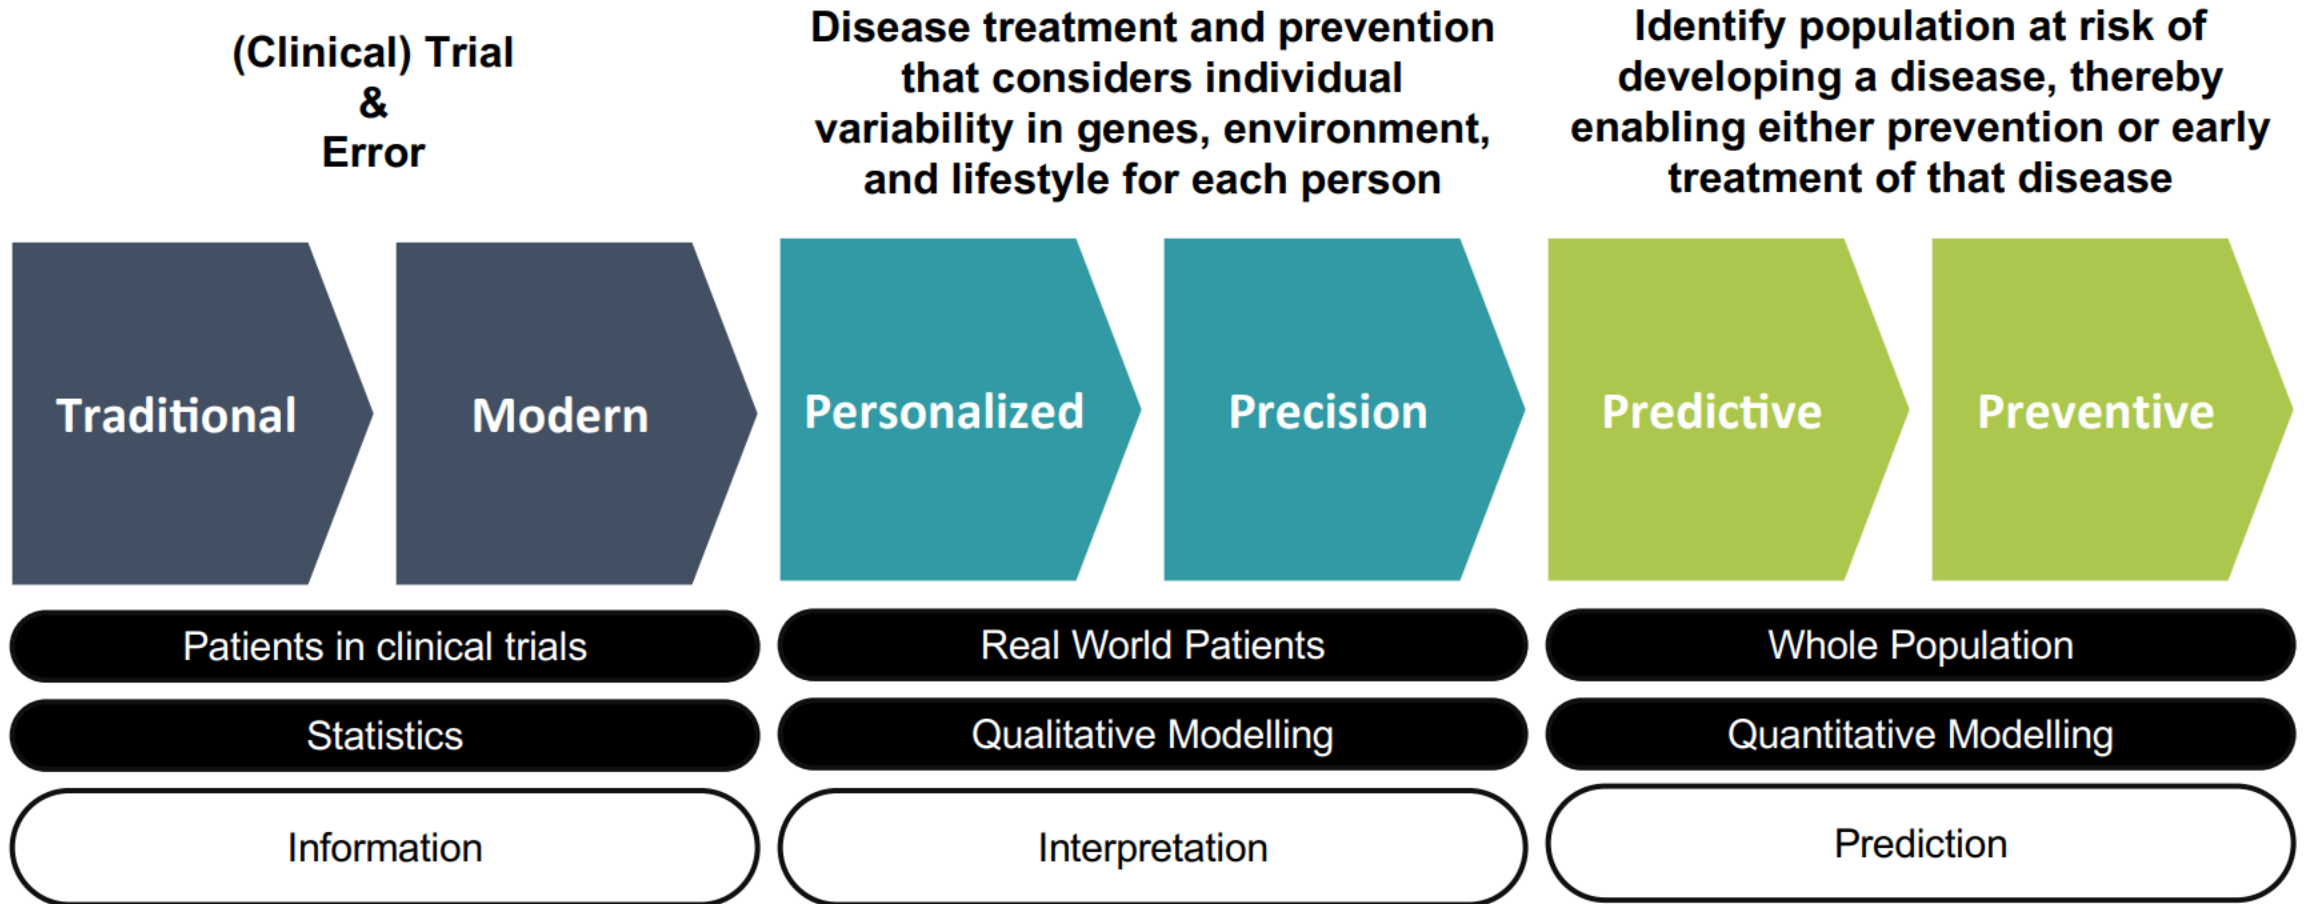 (Clinical) Trial
&
Error
Disease treatment and prevention
that considers individual
variability in genes, environment,
and lifestyle for each person
Identify population at risk of
developing a disease, thereby
enabling either prevention or early
treatment of that disease
Traditional
Modern
Personalized
Precision
Predictive
Preventive
Patients in clinical trials
Real World Patients
Whole Population
Statistics
Qualitative Modelling
Quantitative Modelling
Information
Interpretation
Prediction